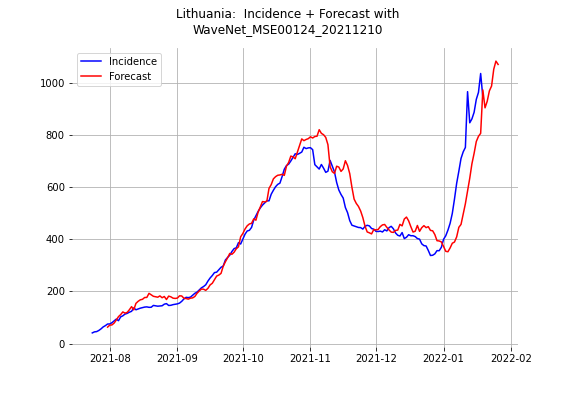 Lithuania:  Incidence + Forecast with
WaveNet_MSE00124_20211210
Incidence
Forecast
1000
800
600
400
200
0
2021-08 2021-09 2021-10 2021-11 2021-12 2022-01 2022-02